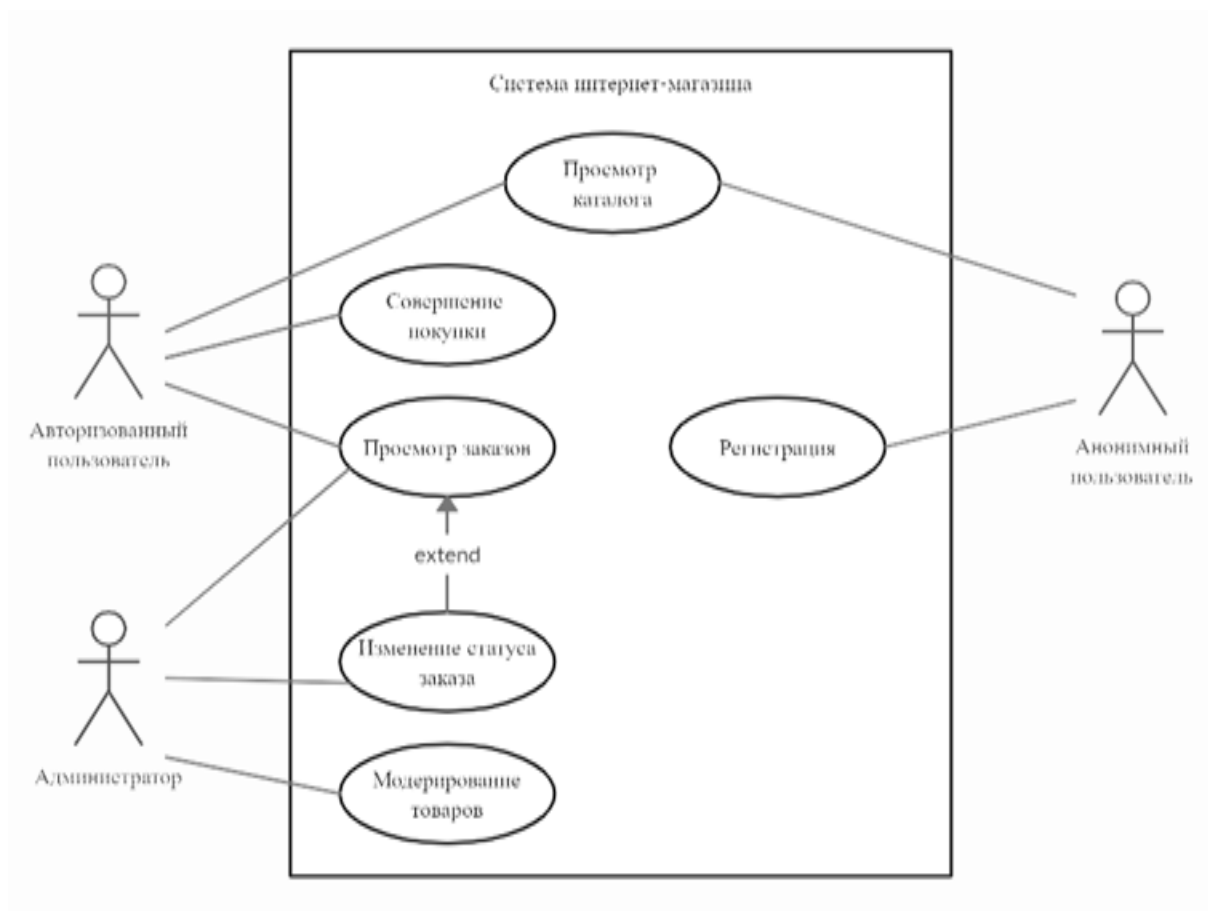 Система интернет-магазина
Просмотр
каталога
Совершение
покупки
Авторизованный
пользователь
Просмотр заказов
Регистрация
Анонимный
пользователь
extend
Изменение статуса
заказа
Администратор
Модерирование
товаров